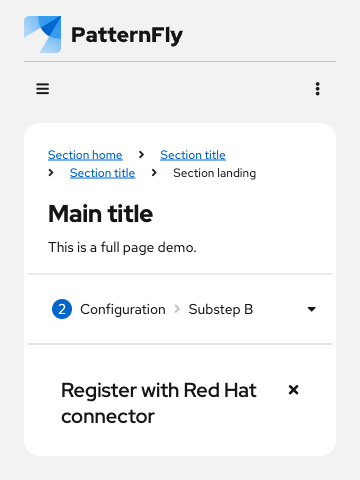 PatternFly
Section home Section title
Section title Section landing
Main title
This is a full page demo.
2 Configuration Substep B
Register with Red Hat
connector